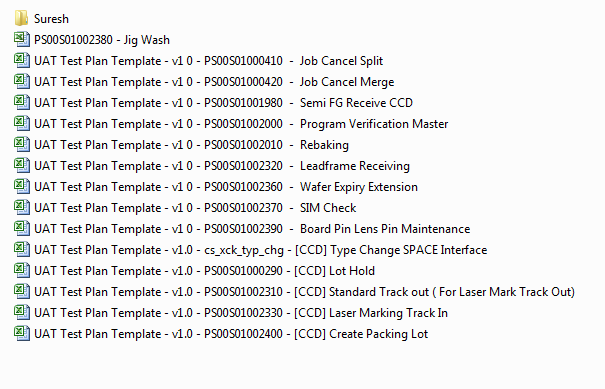 Suresh
PS00S01002380 - Jig Wash
UAT Test Plan Template - v1 0 - PS00S01000410  -  Job Cancel Split
UAT Test Plan Template - v1 0 - PS00S01000420  -  Job Cancel Merge
UAT Test Plan Template - v1 0 - PS00S01001980  -  Semi FG Receive CCD
UAT Test Plan Template - v1 0 - PS00S01002000  -  Program Verification Master
UAT Test Plan Template - v1 0 - PS00S01002010  -  Rebaking
UAT Test Plan Template - v1 0 - PS00S01002320  -  Leadframe Receiving
UAT Test Plan Template - v1 0 - PS00S01002360  -  Wafer Expiry Extension
UAT Test Plan Template - v1 0 - PS00S01002370  -  SIM Check
UAT Test Plan Template - v1 0 - PS00S01002390  -  Board Pin Lens Pin Maintenance
UAT Test Plan Template - v1.0 - cs_xck_typ_chg - [CCD] Type Change SPACE Interface
UAT Test Plan Template - v1.0 - PS00S01000290 - [CCD] Lot Hold
UAT Test Plan Template - v1.0 - PS00S01002310 - [CCD] Standard Track out ( For Laser Mark Track Out)
UAT Test Plan Template - v1.0 - PS00S01002330 - [CCD] Laser Marking Track In
UAT Test Plan Template - v1.0 - PS00S01002400 - [CCD] Create Packing Lot